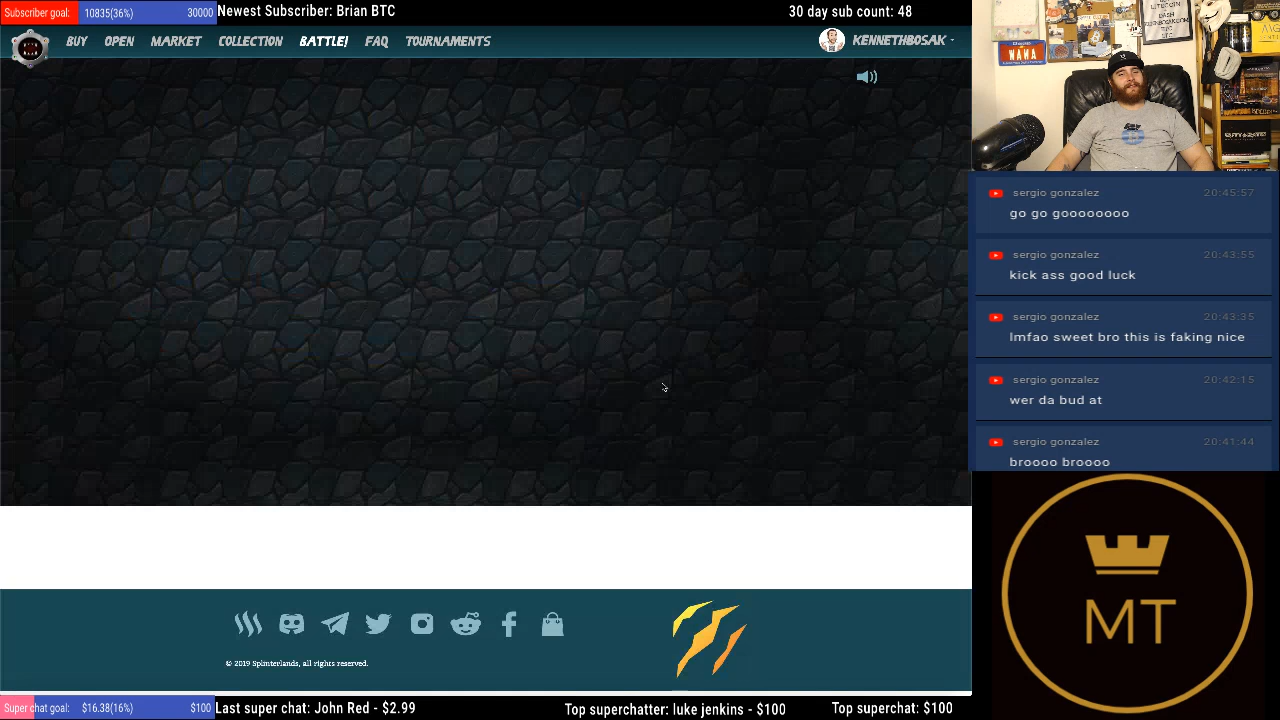 Subscriber goal: 10835(36%) 30000 Newest Subscriber: Brian BTC 30 day sub count: 48
BUY OPEN MARKET COLLECTION BATTLE! FAQ TOURNAMENTS KENNETHBOSAK
WAWA
sergio gonzalez 20:45:57
go go goooooooo
sergio gonzalez 20:43:55
kick ass good luck
sergio gonzalez 20:43:35
lmfao sweet bro this is faking nice
sergio gonzalez 20:42:15
wer da bud at
sergio gonzalez 20:41:44
broooo broooo
MT
© 2019 Splinterlands, all rights reserved.
Super chat goal: $16.38(16%) $100 Last super chat: John Red - $2.99 Top superchatter: luke jenkins - $100 Top superchat: $100